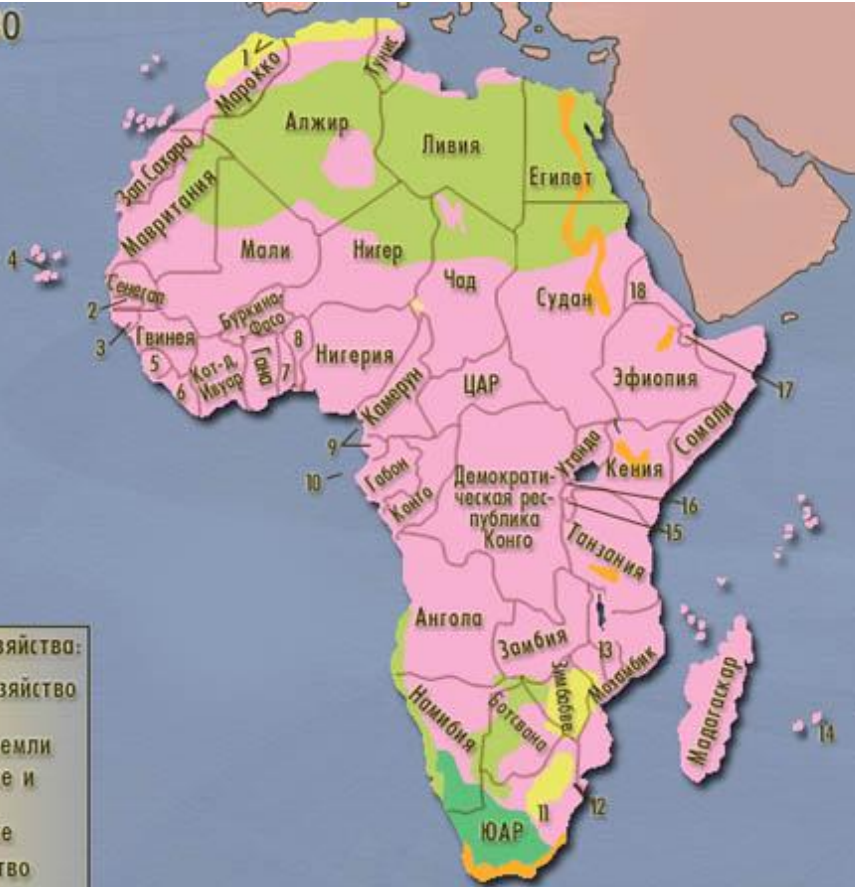 0
1
Марокко
Тунис
Алжир
Ливия
Египет
Зап.Сахара
Мавритания
Мали
Нигер
Чад
Судан
18
4
Сенегал
2
3
Гвинея
Буркина-
Фасо
5
6
Кот-д,
Ивуар
Гана
7
8
Нигерия
Камерун
ЦАР
Эфиопия
17
Сомали
9
10
Габон
Конго
Демократи-
ческая рес-
публика
Конго
Уганда
Кения
16
15
Танзания
Ангола
Замбия
13
Мозамбик
Зимбабве
Ботсвана
Намибия
Мадагаскар
14
12
11
ЮАР
зяйства:
зяйство
емли
е и
е
тво